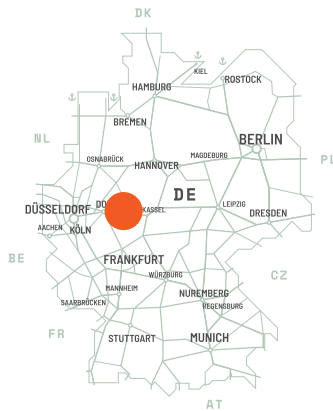 DK
KIEL
ROSTOCK
HAMBURG
BREMEN
BERLIN
NL
OSNABRÜCK
HANNOVER
MAGDEBURG
PL
DE
DÜSSELDORF
DO
KASSEL
LEIPZIG
DRESDEN
AACHEN
KÖLN
BE
FRANKFURT
WÜRZBURG
CZ
MANNHEIM
NUREMBERG
SAARBRÜCKEN
REGENSBURG
FR
STUTTGART
MUNICH
AT